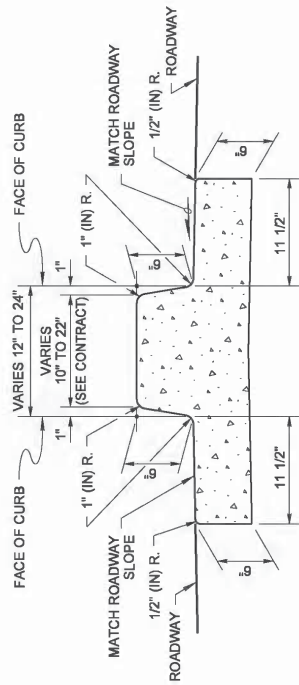 FACE OF CURB
FACE OF CURB
VARIES 12" TO 24"
1"
1"
VARIES
10" TO 22"
(SEE CONTRACT)
1" (IN) R.
1" (IN) R.
6"
6"
MATCH ROADWAY
SLOPE
MATCH ROADWAY
SLOPE
1/2" (IN) R.
1/2" (IN) R.
ROADWAY
ROADWAY
6"
6"
11 1/2"
11 1/2"